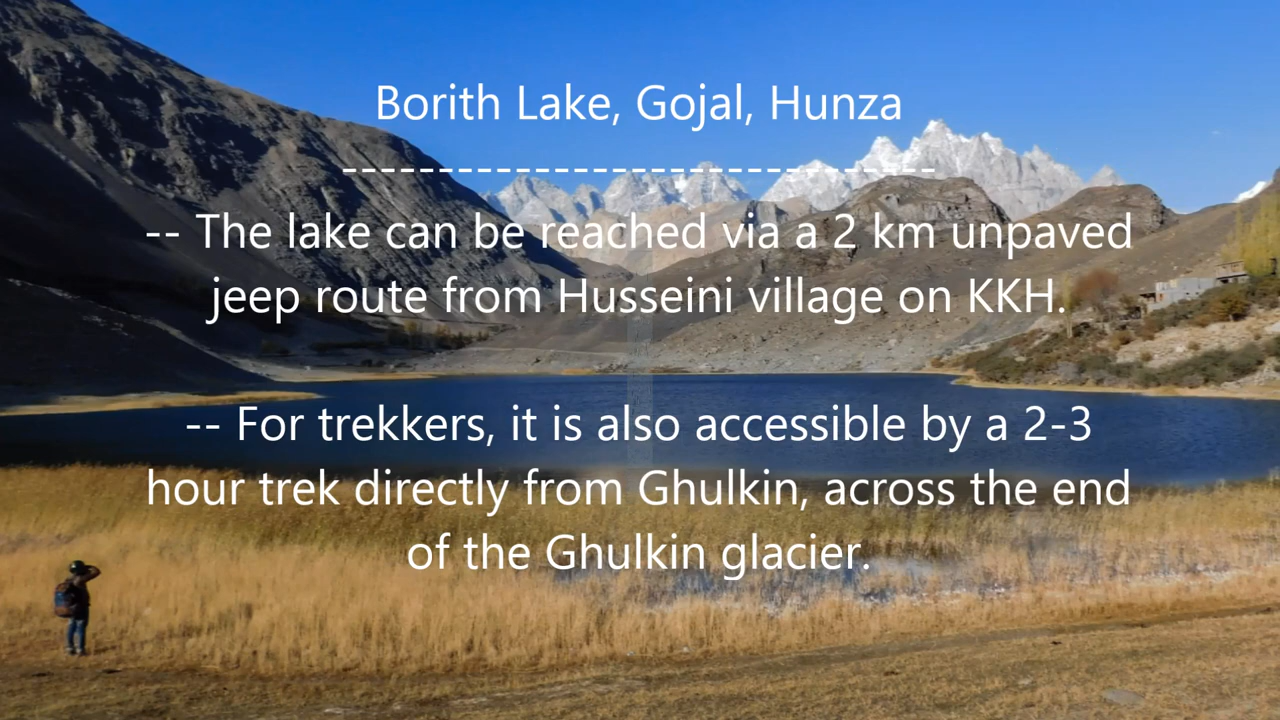 Borith Lake, Gojal, Hunza
-------------------------------
-- The lake can be reached via a 2 km unpaved
jeep route from Husseini village on KKH.
-- For trekkers, it is also accessible by a 2-3
hour trek directly from Ghulkin, across the end
of the Ghulkin glacier.